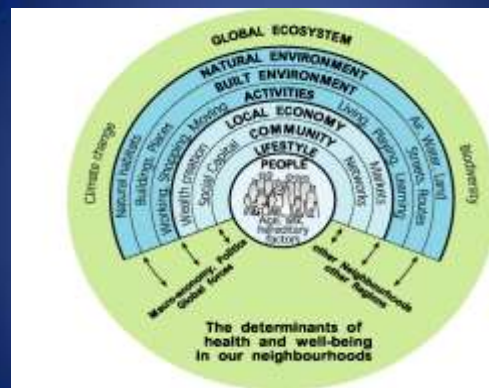 GLOBAL ECOSYSTEM
NATURAL ENVIRONMENT
BUILT ENVIRONMENT
ACTIVITIES
LOCAL ECONOMY
COMMUNITY
LIFESTYLE
PEOPLE
hereditary
factors
Climate change
Natural habitats
Buildings, Places
Working, Shopping, Moving
Wealth creation
Social Capital
Networks
Markets
Living, Playing, Learning
Streets, Routes
Air, Water, Land
Biodiversity
Macro-economy, Politics
Global forces
other Neighbourhoods
other Regions
The determinants of
health and well-being
in our neighbourhoods